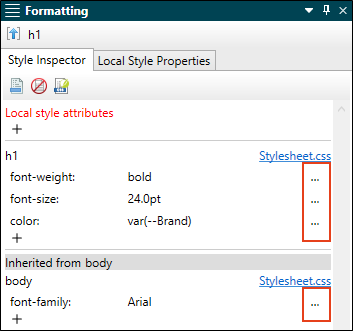 Formatting
h1
Style Inspector Local Style Properties
Local style attributes
+
h1 Stylesheet.css
font-weight: bold ...
font-size: 24.0pt ...
color: var(--Brand) ...
+
Inherited from body
body Stylesheet.css
font-family: Arial ...
+